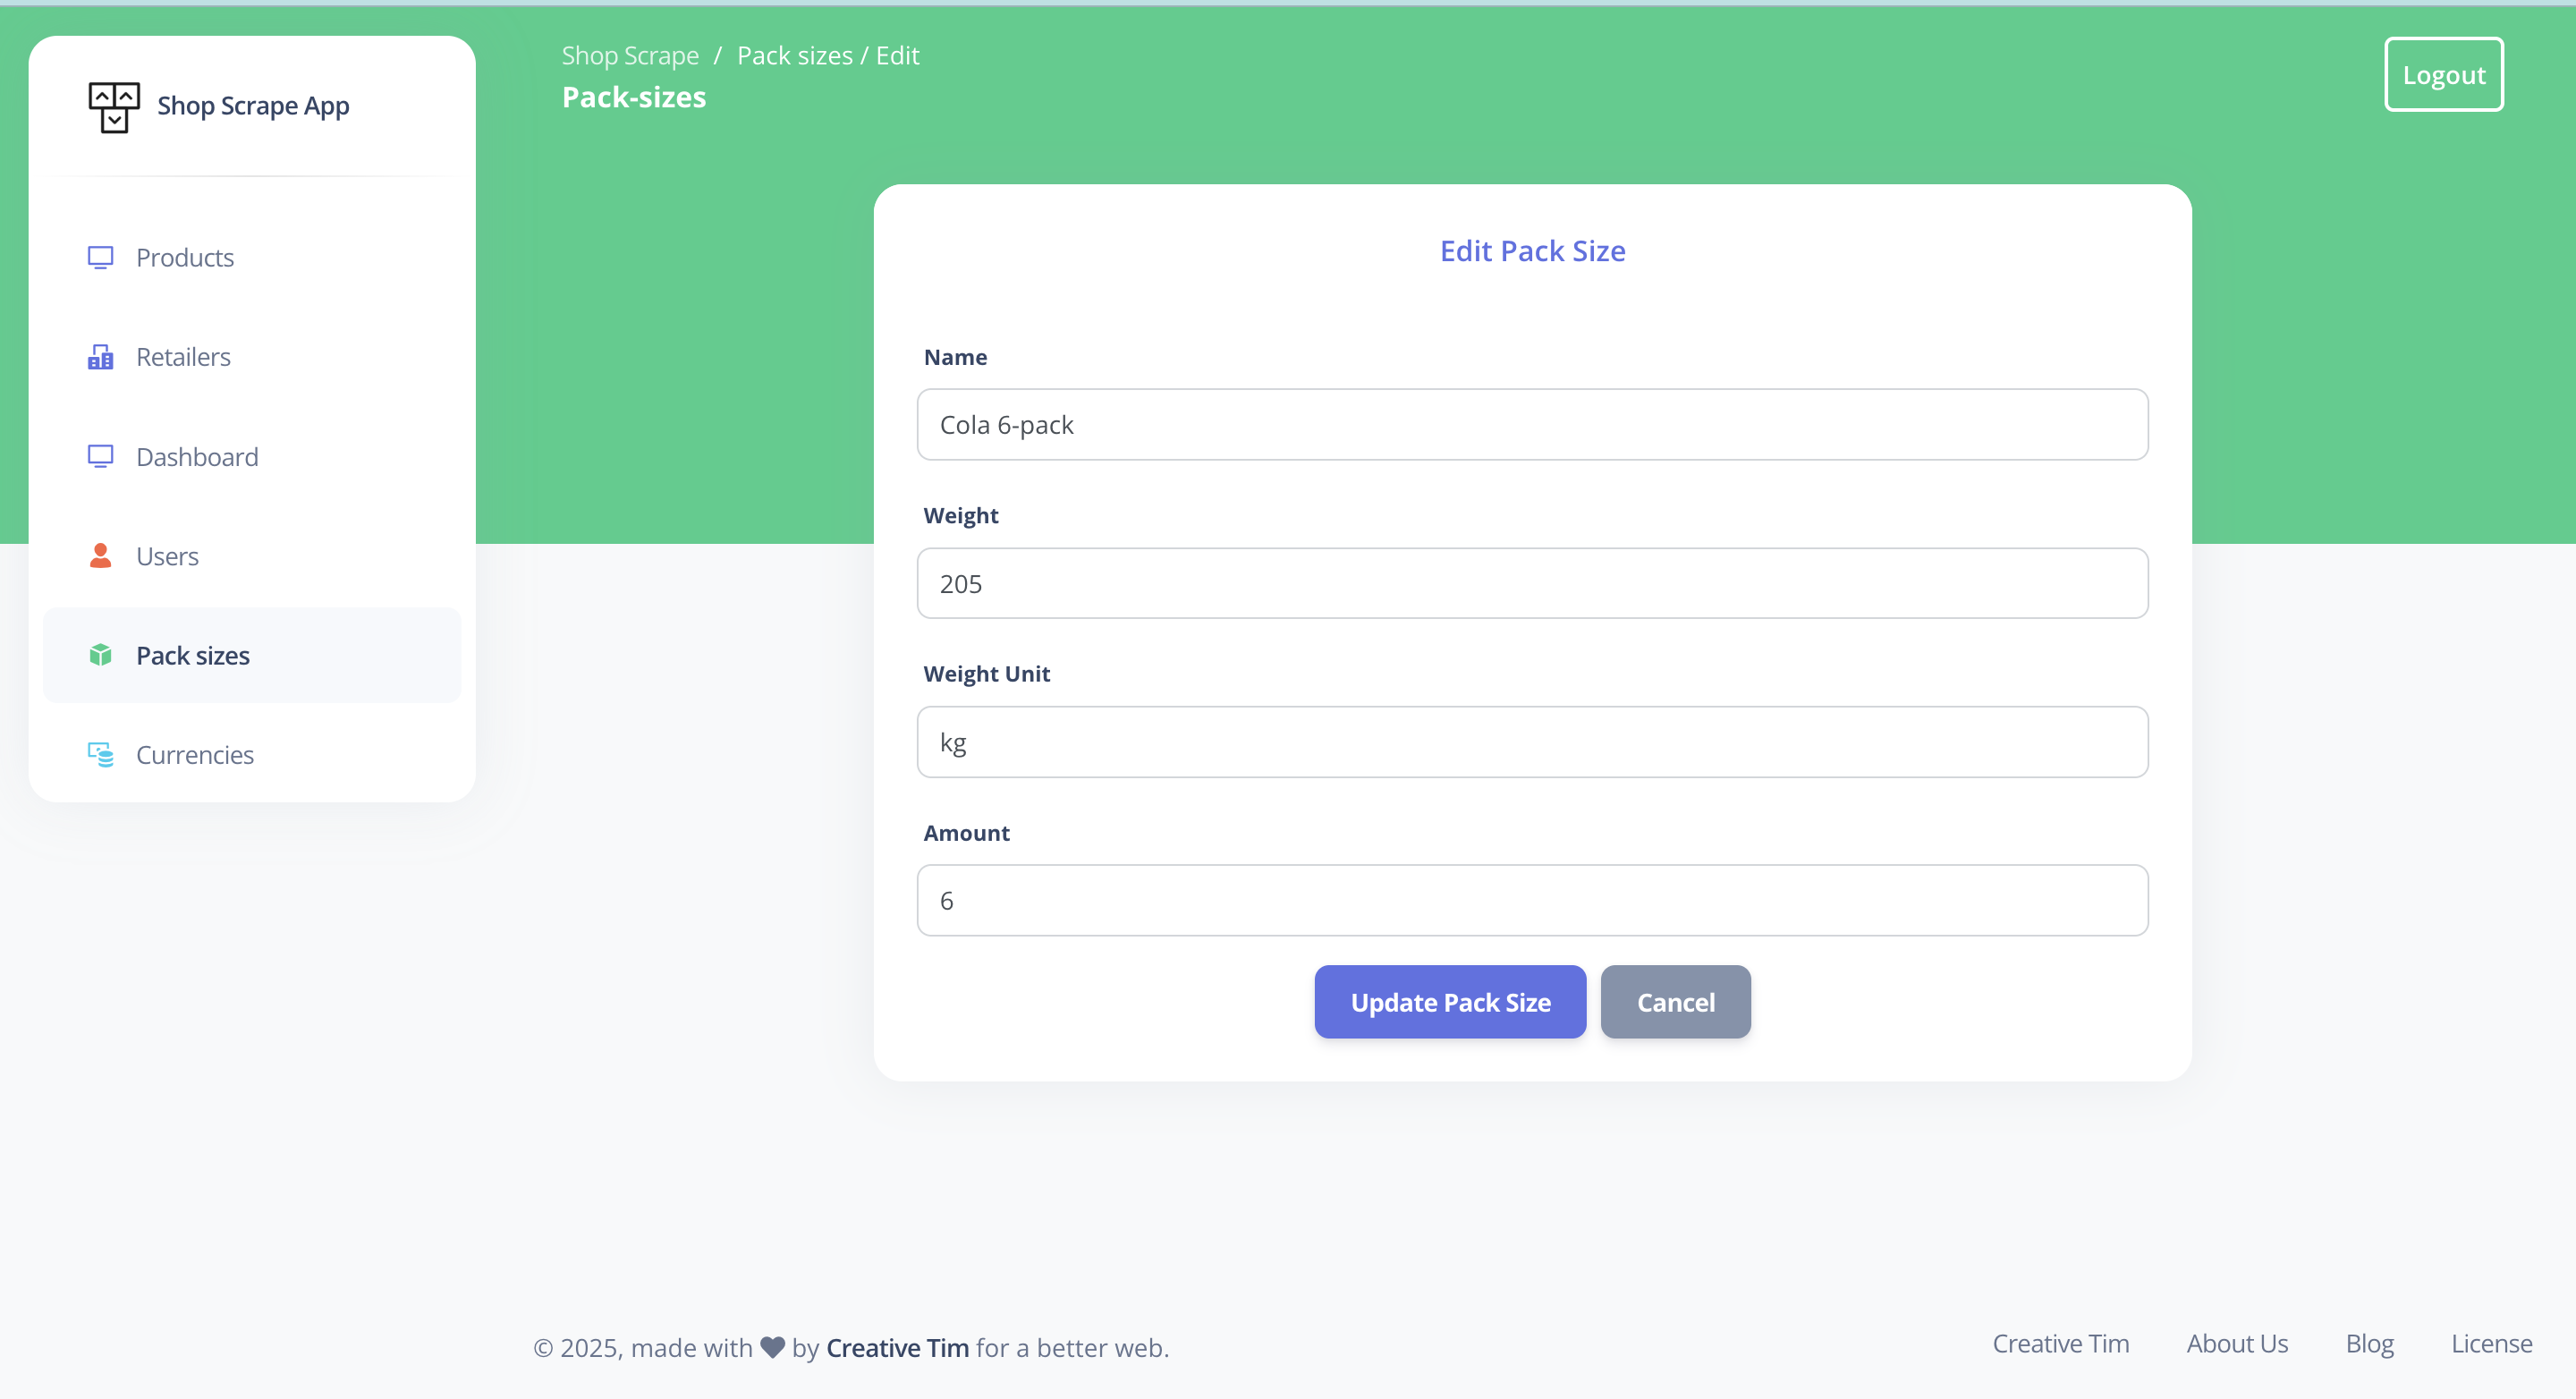 Shop Scrape App
Products
Retailers
Dashboard
Users
Pack sizes
Currencies
Shop Scrape / Pack sizes / Edit
Pack-sizes
Logout
Edit Pack Size
Name
Cola 6-pack
Weight
205
Weight Unit
kg
Amount
6
Update Pack Size Cancel
© 2025, made with by Creative Tim for a better web.
Creative Tim About Us Blog License